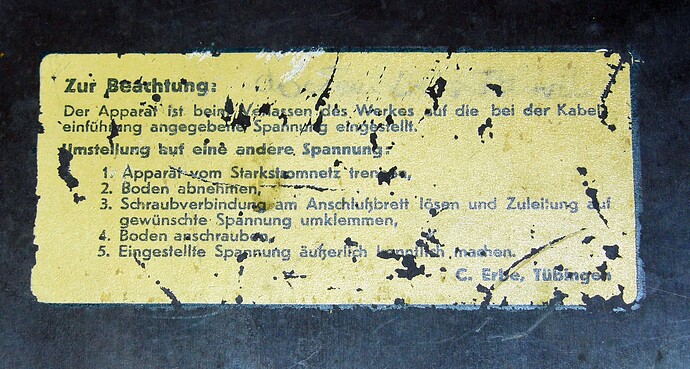 Zur Beachtung:
Der Apparat ist beim Verlassen des Werkes auf die bei der Kabel-
einführung angegebene Spannung eingestellt.
Umstellung auf eine andere Spannung:
1. Apparat vom Starkstromnetz trennen,
2. Boden abnehmen,
3. Schraubverbindung am Anschlußbrett lösen und Zuleitung auf
gewünschte Spannung umklemmen,
4. Boden anschrauben,
5. Eingestellte Spannung äußerlich kenntlich machen.
C. Erbe, Tübingen